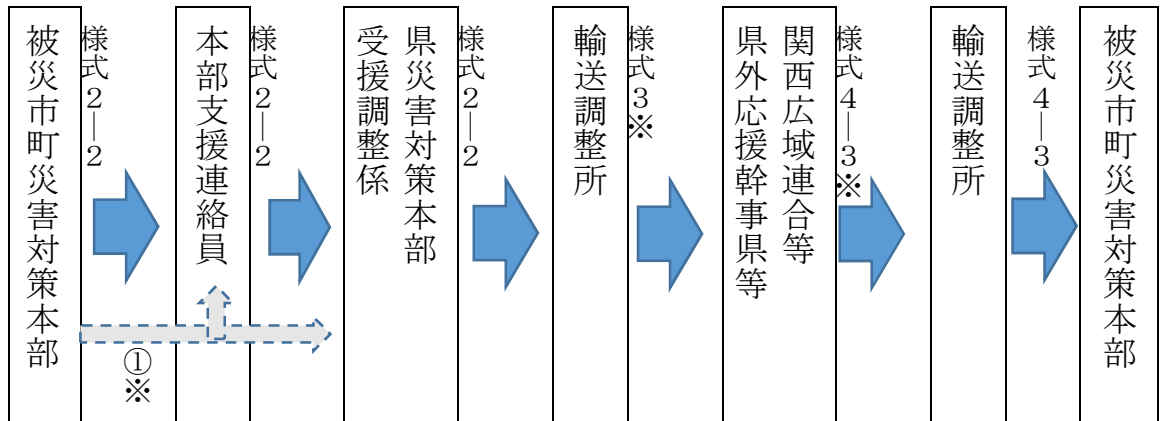 被災市町災害対策本部
様式２―２
本部支援連絡員
様式２―２
県災害対策本部
受援調整係
様式２―２
輸送調整所
様式３※
関西広域連合等
県外応援幹事県等
様式４―３※
輸送調整所
様式４―３
被災市町災害対策本部
①※